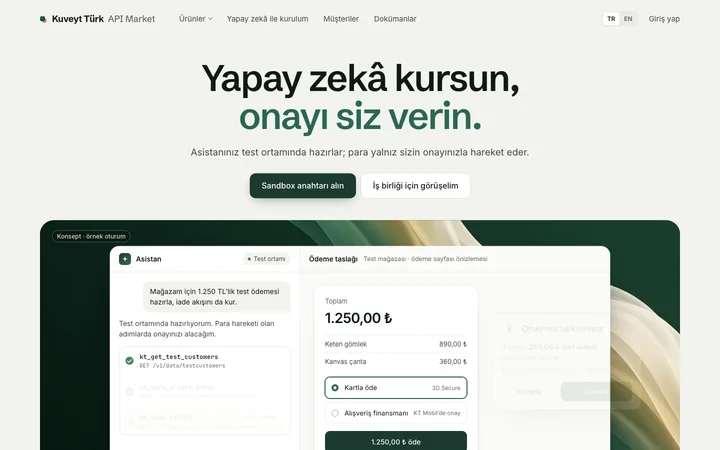 Kuveyt Türk API Market
Ürünler
Yapay zekâ ile kurulum
Müşteriler
Dokümanlar
TR EN
Giriş yap
Yapay zekâ kursun,
onayı siz verin.
Asistanınız test ortamında hazırlar; para yalnız sizin onayınızla hareket eder.
Sandbox anahtarı alın
İş birliği için görüşelim
Konsept · örnek oturum
Asistan
Test ortamı
Mağazam için 1.250 TL'lik test ödemesi
hazırla, iade akışını da kur.
Test ortamında hazırlıyorum. Para hareketi olan
adımlarda onayınızı alacağım.
kt_get_test_customers
GET /v1/data/testcustomers
Ödeme taslağı Test mağazası · ödeme sayfası önizlemesi
Toplam
1.250,00 ₺
Keten gömlek 890,00 ₺
Kanvas çanta 360,00 ₺
Kartla öde 3D Secure
Alışveriş finansmanı KT Mobil'de onay
1.250,00 ₺ öde